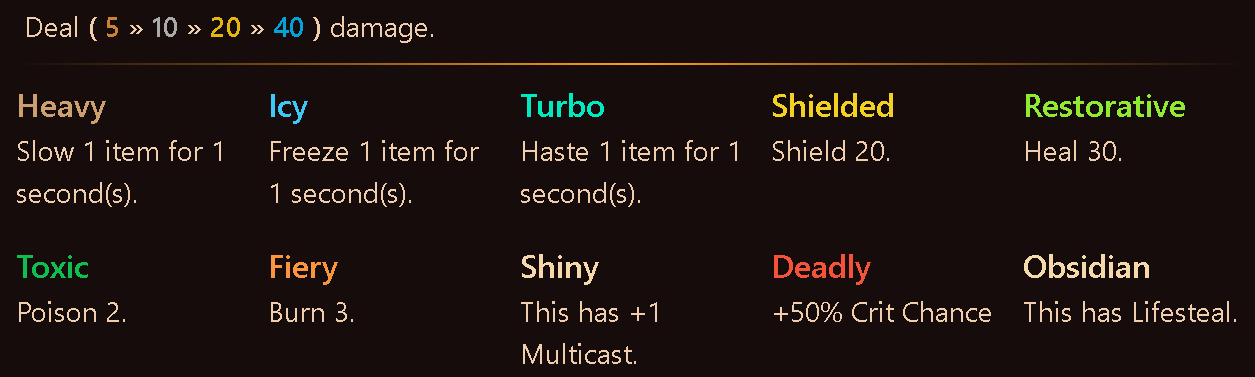 Deal ( 5 » 10 » 20 » 40 ) damage.
Heavy
Slow 1 item for 1
second(s).
Icy
Freeze 1 item for
1 second(s).
Turbo
Haste 1 item for 1
second(s).
Shielded
Shield 20.
Restorative
Heal 30.
Toxic
Poison 2.
Fiery
Burn 3.
Shiny
This has +1
Multicast.
Deadly
+50% Crit Chance
Obsidian
This has Lifesteal.